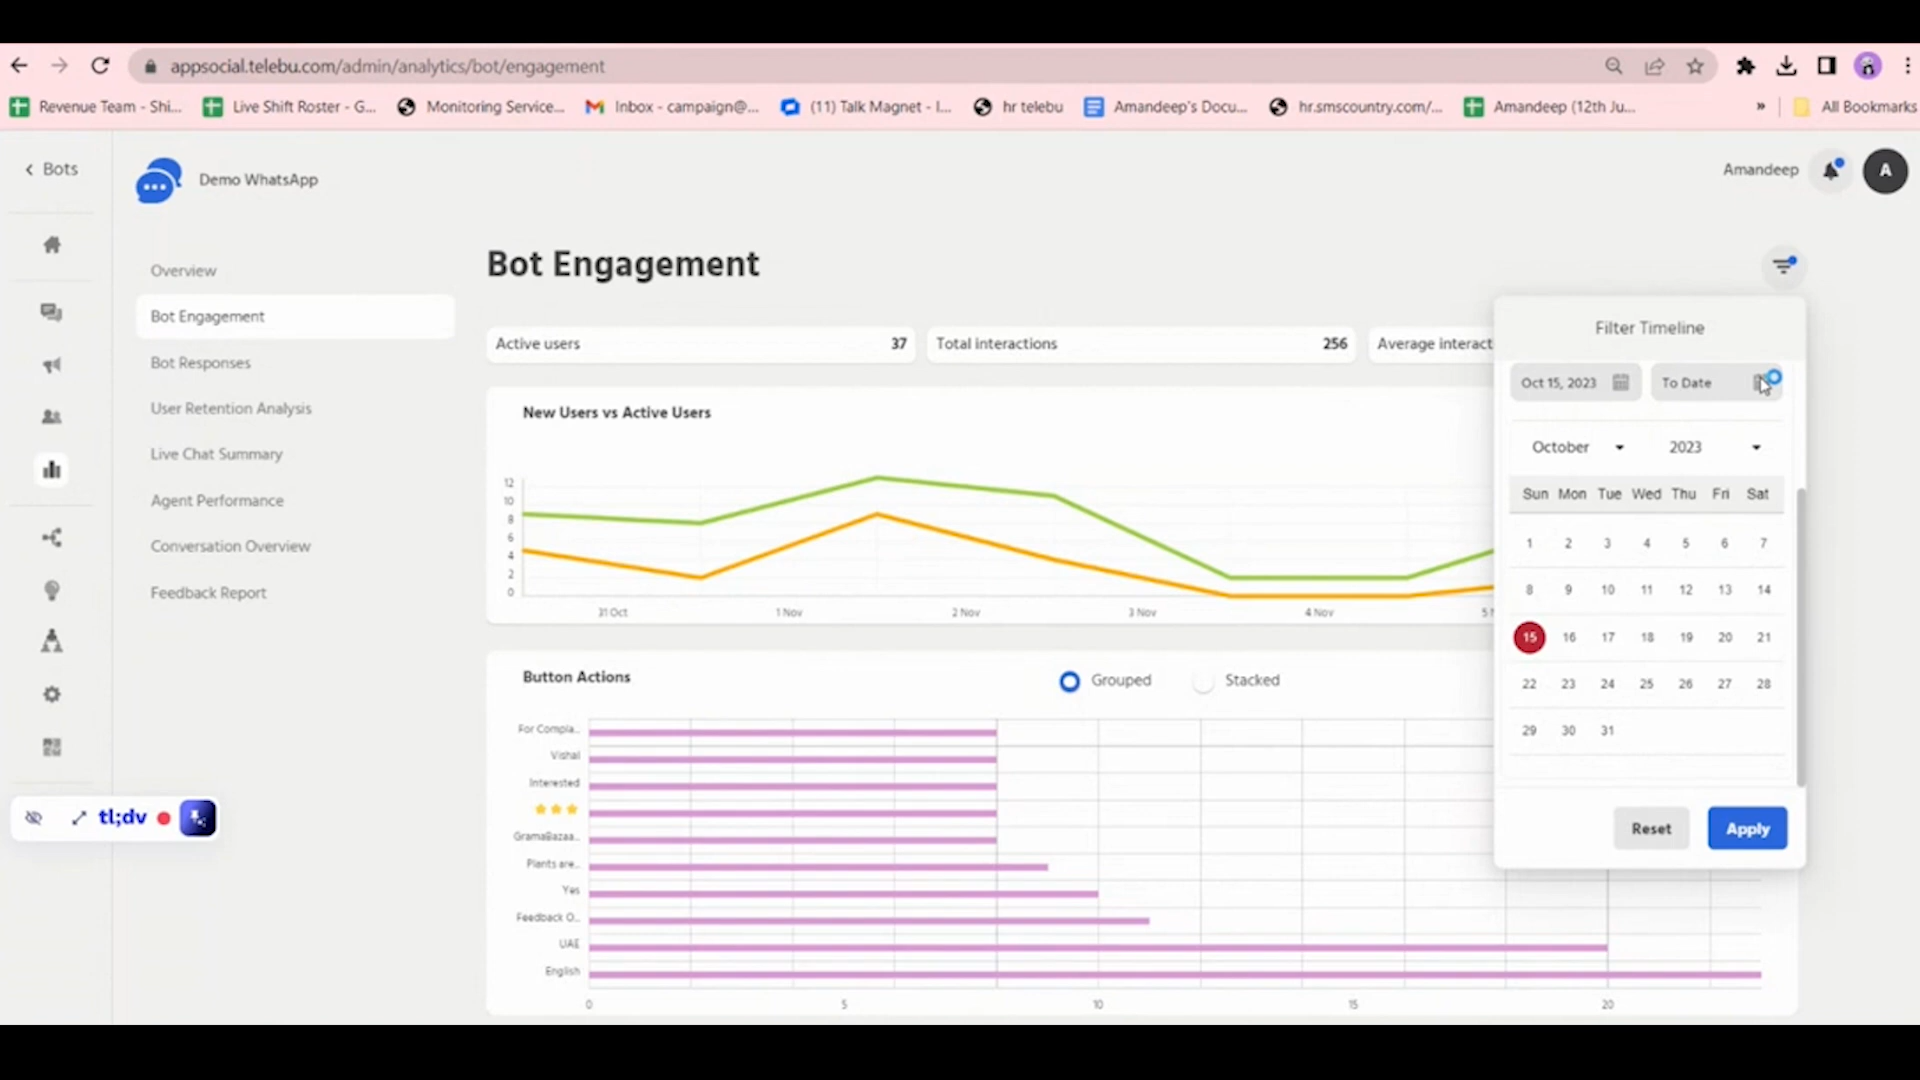 appsocial.telebu.com/admin/analytics/bot/engagement
Revenue Team - Shi... Live Shift Roster - G... Monitoring Service... Inbox - campaign@... (11) Talk Magnet - I... hr telebu Amandeep's Docu... hr.smscountry.com/... Amandeep (12th Ju... » All Bookmarks
Bots
Demo WhatsApp
Amandeep
A
Overview
Bot Engagement
Bot Responses
User Retention Analysis
Live Chat Summary
Agent Performance
Conversation Overview
Feedback Report
tl;dv
Bot Engagement
Active users 37
Total interactions 256
Average interact
New Users vs Active Users
12
10
8
6
4
2
0
31 Oct 1 Nov 2 Nov 3 Nov 4 Nov 5 N
Button Actions
Grouped Stacked
For Compla..
Vishal
Interested
GramaBazaa..
Plants are..
Yes
Feedback O..
UAE
English
0 5 10 15 20
Filter Timeline
Oct 15, 2023 To Date
October 2023
Sun Mon Tue Wed Thu Fri Sat
1 2 3 4 5 6 7
8 9 10 11 12 13 14
15 16 17 18 19 20 21
22 23 24 25 26 27 28
29 30 31
Reset Apply